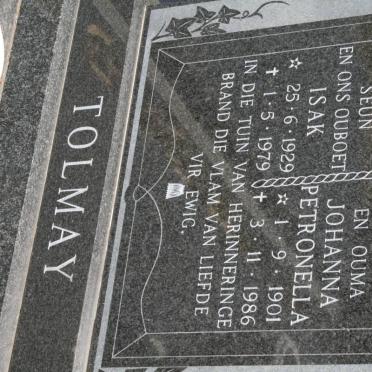 SEUN
EN ONS OUBOET
ISAK
☆ 25·6·1929
✝ 1·5·1979
EN OUMA
JOHANNA
PETRONELLA
☆ 1·9·1901
✝ 3·11·1986
IN DIE TUIN VAN HERINNERINGE
BRAND DIE VLAM VAN LIEFDE
VIR EWIG.
TOLMAY